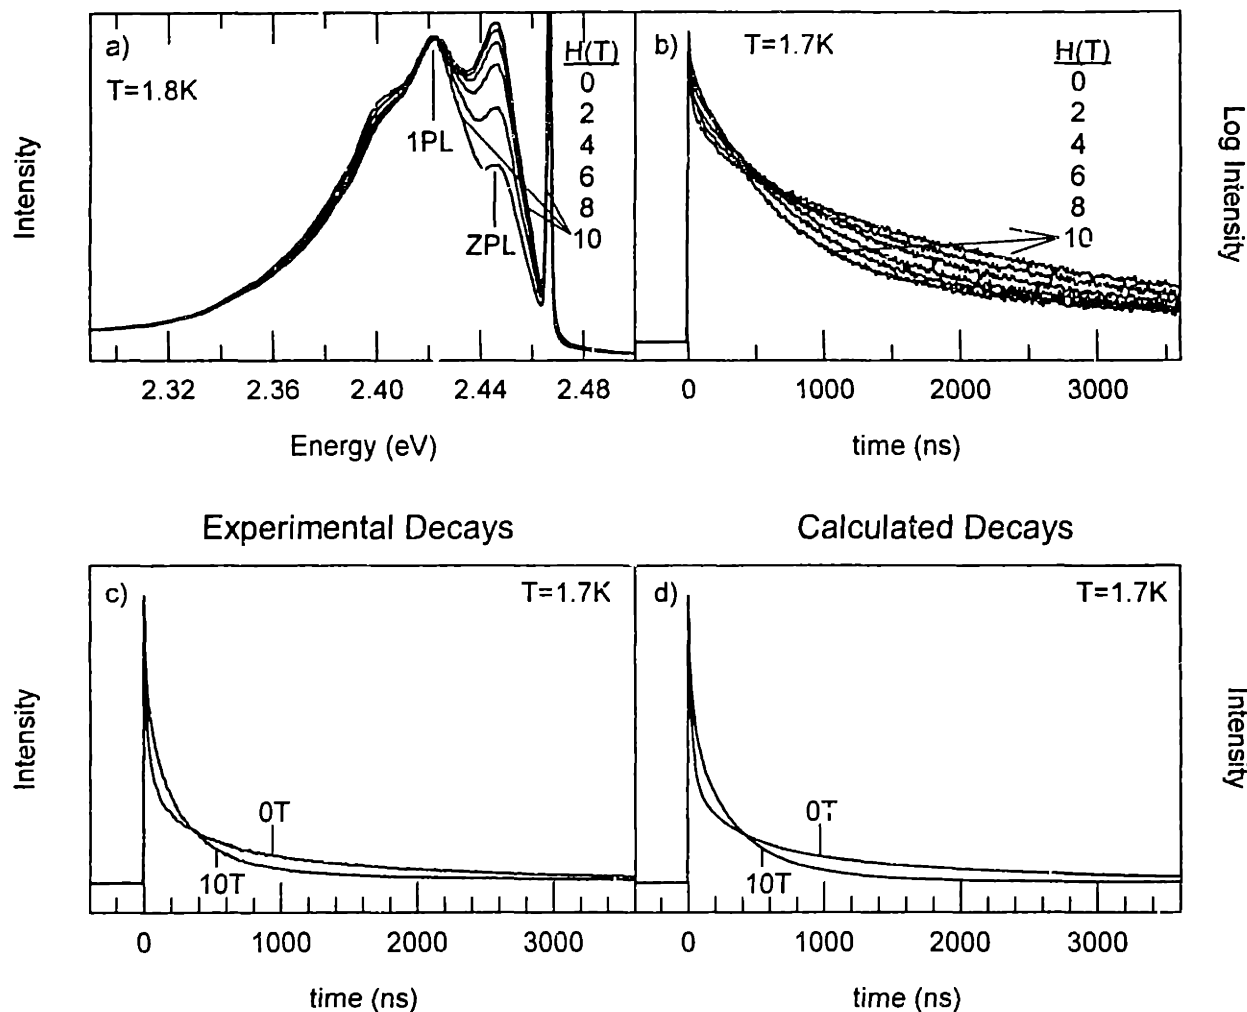 a)
T=1.8K
1PL
ZPL
H(T)
0
2
4
6
8
10
Intensity
2.32 2.36 2.40 2.44 2.48
Energy (eV)
b)
T=1.7K
H(T)
0
2
4
6
8
10
Log Intensity
0 1000 2000 3000
time (ns)
Experimental Decays
c)
T=1.7K
0T
10T
Intensity
0 1000 2000 3000
time (ns)
Calculated Decays
d)
T=1.7K
0T
10T
Intensity
0 1000 2000 3000
time (ns)